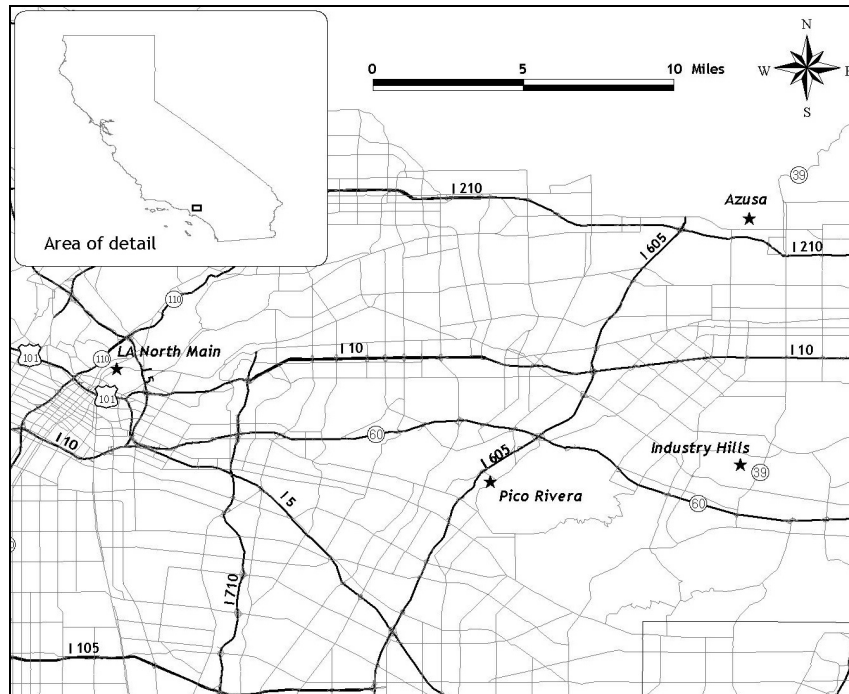 0 5 10 Miles
N
W E
S
Area of detail
I 210
39
Azusa
I 605
I 210
110
101
110
LA North Main
I 5
I 10
I 10
101
I 10
60
I 605
Industry Hills
39
Pico Rivera
60
I 5
I 710
I 105